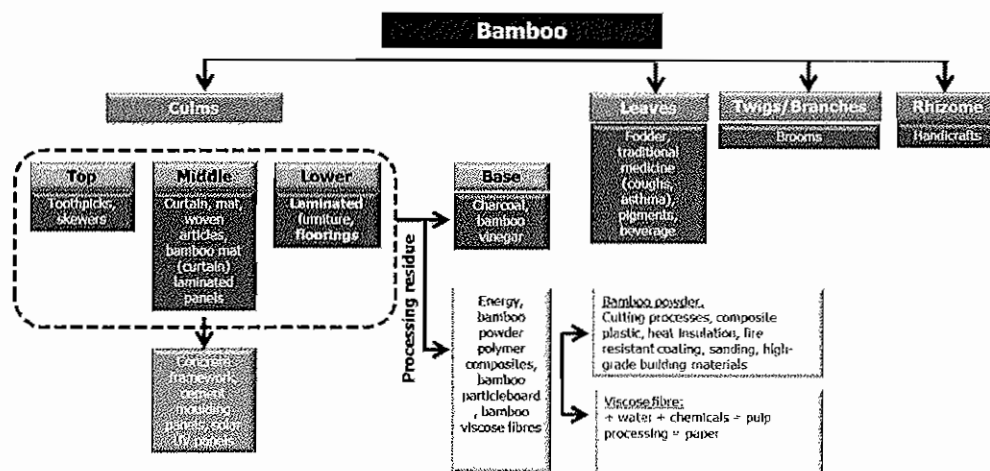 Bamboo
Culms
Leaves
Twigs/Branches
Rhizome
Fodder,
traditional
medicine
(coughs,
asthma),
pigments,
beverage
Brooms
Handicrafts
Top
Toothpicks,
skewers
Middle
Curtain, mat,
woven
articles,
bamboo mat
(curtain)
laminated
panels
Lower
Laminated
furniture,
floorings
Base
Charcoal,
bamboo
vinegar
Processing residue
Concrete
framework,
cement
moulding
panels, solar
panels
Energy,
bamboo
powder
polymer
composites,
bamboo
particleboard
, bamboo
viscose fibres
Bamboo powder:
Cutting processes, composite
plastic, heat insulation, fire
resistant coating, sanding, high-
grade building materials
Viscose fibre:
+ water + chemicals = pulp
processing = paper